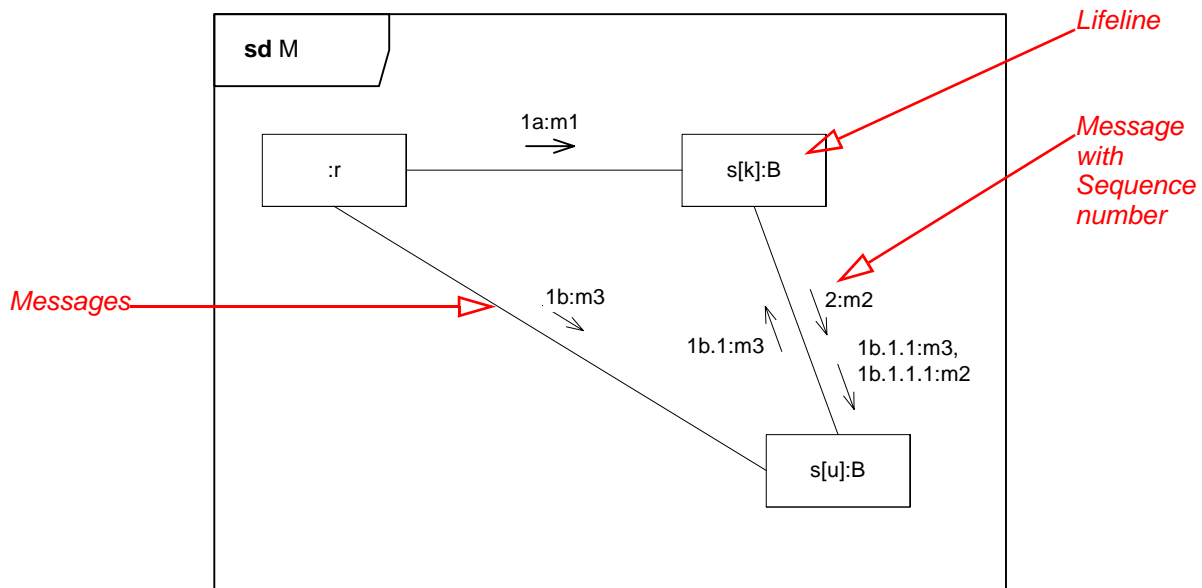 Lifeline
sd M
1a:m1
Message
with
Sequence
number
:r
s[k]:B
Messages
1b:m3
2:m2
1b.1:m3
1b.1.1:m3,
1b.1.1.1:m2
s[u]:B